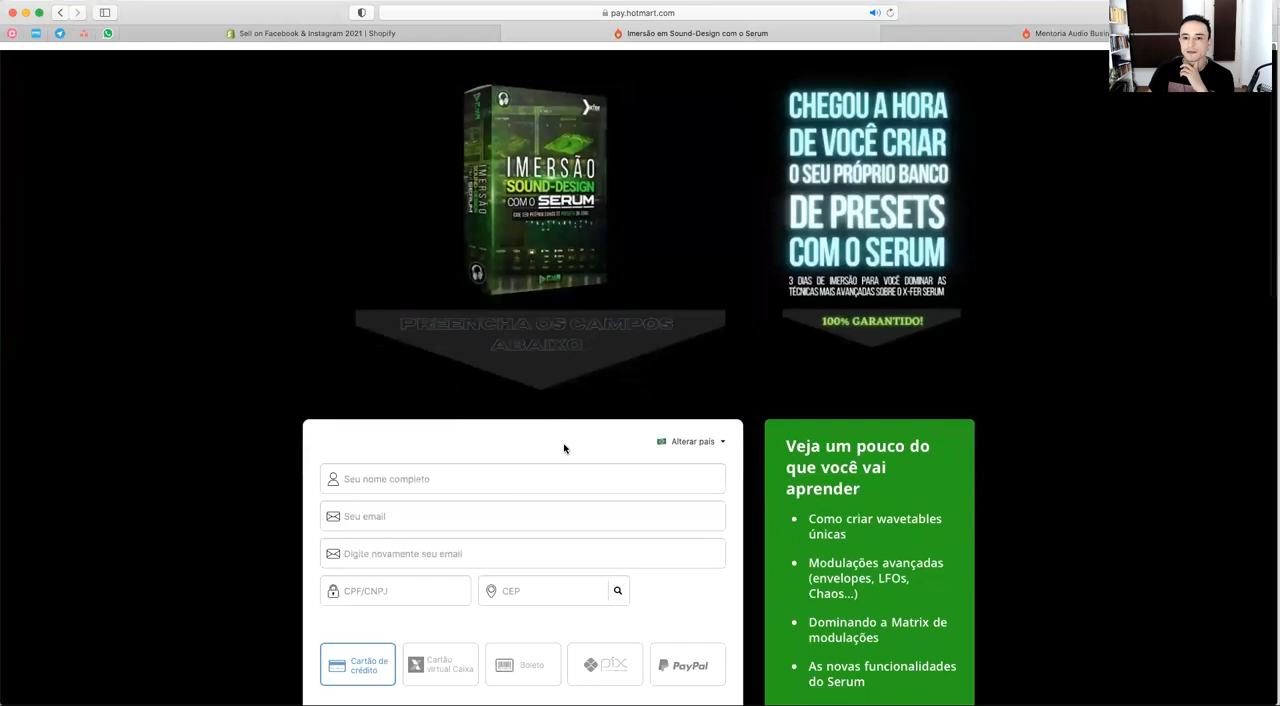 pay.hotmart.com
Sell on Facebook & Instagram 2021 | Shopify
Imersão em Sound-Design com o Serum
Mentoria Audio Busin
IMERSÃO
SOUND-DESIGN
COM O SERUM
CHEGOU A HORA
DE VOCÊ CRIAR
O SEU PRÓPRIO BANCO
DE PRESETS
COM O SERUM
3 DIAS DE IMERSÃO PARA VOCÊ DOMINAR AS
TÉCNICAS MAIS AVANÇADAS SOBRE O X-FER SERUM
100% GARANTIDO!
PREENCHA OS CAMPOS
ABAIXO
Alterar país
Seu nome completo
Seu email
Digite novamente seu email
CPF/CNPJ
CEP
Cartão de
crédito
Cartão
virtual Caixa
Boleto
pix
PayPal
Veja um pouco do
que você vai
aprender
• Como criar wavetables
únicas
• Modulações avançadas
(envelopes, LFOs,
Chaos...)
• Dominando a Matrix de
modulações
• As novas funcionalidades
do Serum